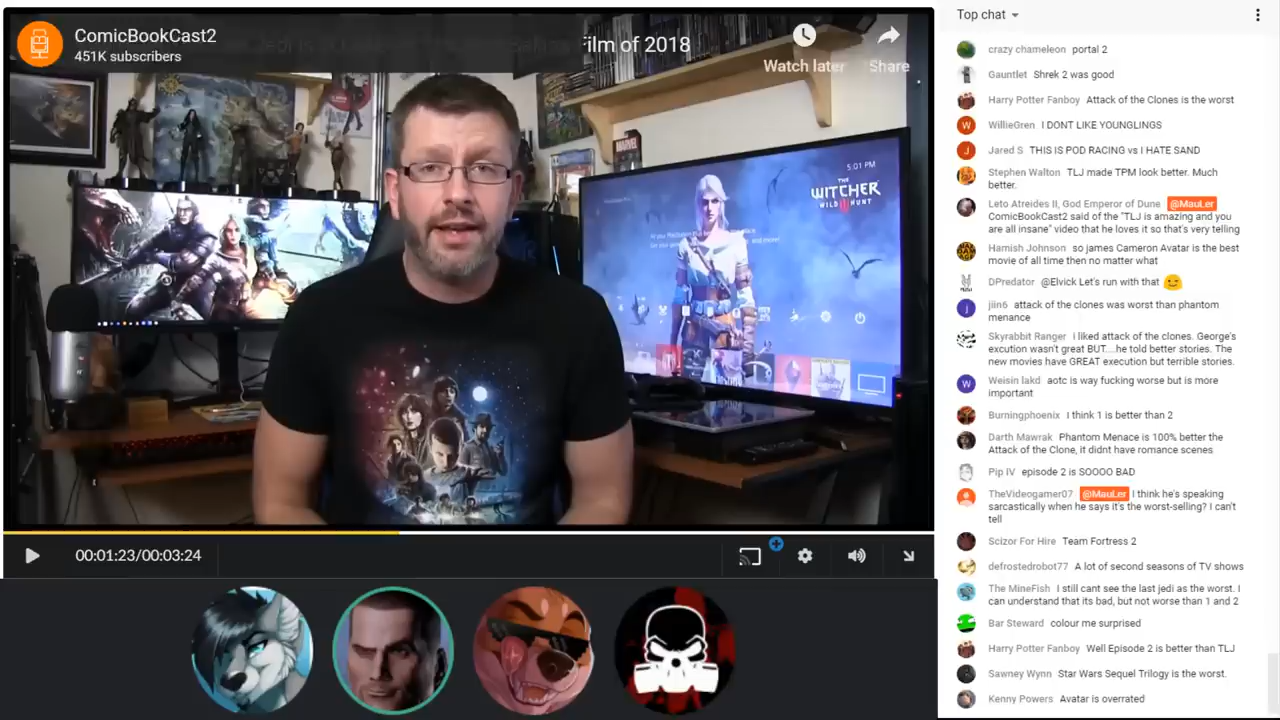 ComicBookCast2
451K subscribers
film of 2018
Watch later
Share
MARVEL
5:01 PM
THE
WITCHER
WILD HUNT
00:01:23/00:03:24
Top chat
crazy chameleon portal 2
Gauntlet Shrek 2 was good
Harry Potter Fanboy Attack of the Clones is the worst
W
WillieGren I DONT LIKE YOUNGLINGS
J
Jared S THIS IS POD RACING vs I HATE SAND
Stephen Walton TLJ made TPM look better. Much
better.
Leto Atreides II, God Emperor of Dune @MauLer
ComicBookCast2 said of the "TLJ is amazing and you
are all insane" video that he loves it so that's very telling
Hamish Johnson so james Cameron Avatar is the best
movie of all time then no matter what
DPredator @Elvick Let's run with that 🤗
j
jiin6 attack of the clones was worst than phantom
menance
Skyrabbit Ranger i liked attack of the clones. George's
excution wasn't great BUT....he told better stories. The
new movies have GREAT execution but terrible stories.
W
Weisin lakd aotc is way fucking worse but is more
important
Burningphoenix I think 1 is better than 2
Darth Mawrak Phantom Menace is 100% better the
Attack of the Clone, it didnt have romance scenes
Pip IV episode 2 is SOOOO BAD
TheVideogamer07 @MauLer I think he's speaking
sarcastically when he says it's the worst-selling? I can't
tell
Scizor For Hire Team Fortress 2
defrostedrobot77 A lot of second seasons of TV shows
The MineFish I still cant see the last jedi as the worst. I
can understand that its bad, but not worse than 1 and 2
Bar Steward colour me surprised
Harry Potter Fanboy Well Episode 2 is better than TLJ
Sawney Wynn Star Wars Sequel Trilogy is the worst.
Kenny Powers Avatar is overrated